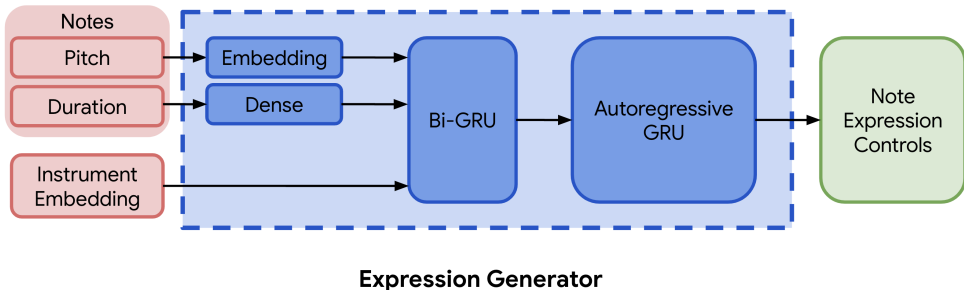 Notes
Pitch
Duration
Instrument
Embedding
Embedding
Dense
Bi-GRU
Autoregressive
GRU
Note
Expression
Controls
Expression Generator